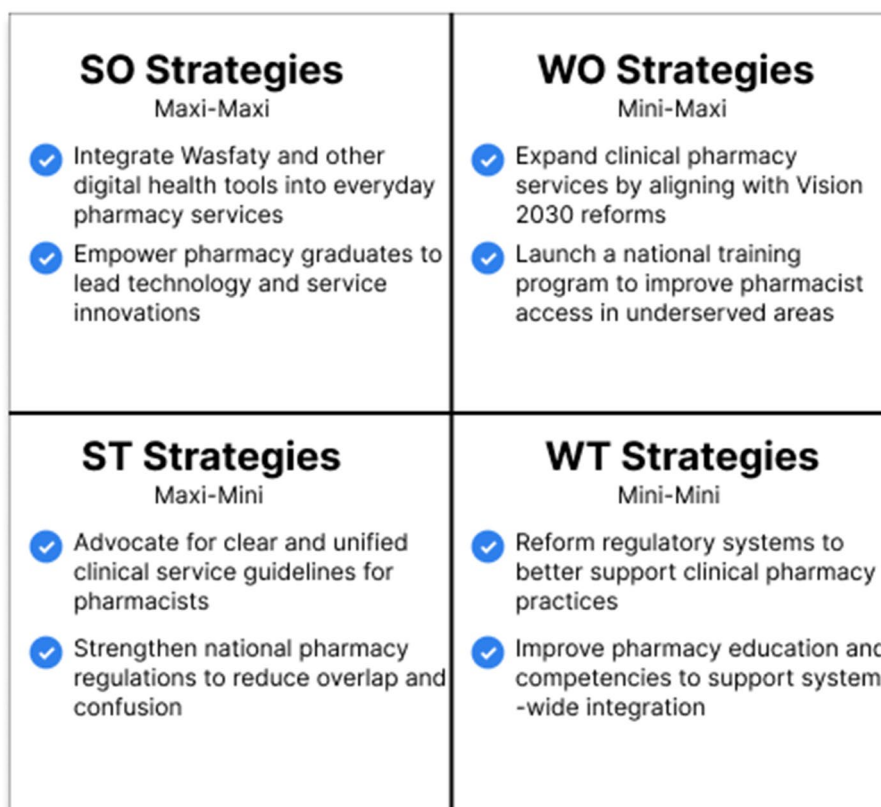 SO Strategies
Maxi-Maxi
Integrate Wasfaty and other
digital health tools into everyday
pharmacy services
Empower pharmacy graduates to
lead technology and service
innovations
WO Strategies
Mini-Maxi
Expand clinical pharmacy
services by aligning with Vision
2030 reforms
Launch a national training
program to improve pharmacist
access in underserved areas
ST Strategies
Maxi-Mini
Advocate for clear and unified
clinical service guidelines for
pharmacists
Strengthen national pharmacy
regulations to reduce overlap and
confusion
WT Strategies
Mini-Mini
Reform regulatory systems to
better support clinical pharmacy
practices
Improve pharmacy education and
competencies to support system
-wide integration